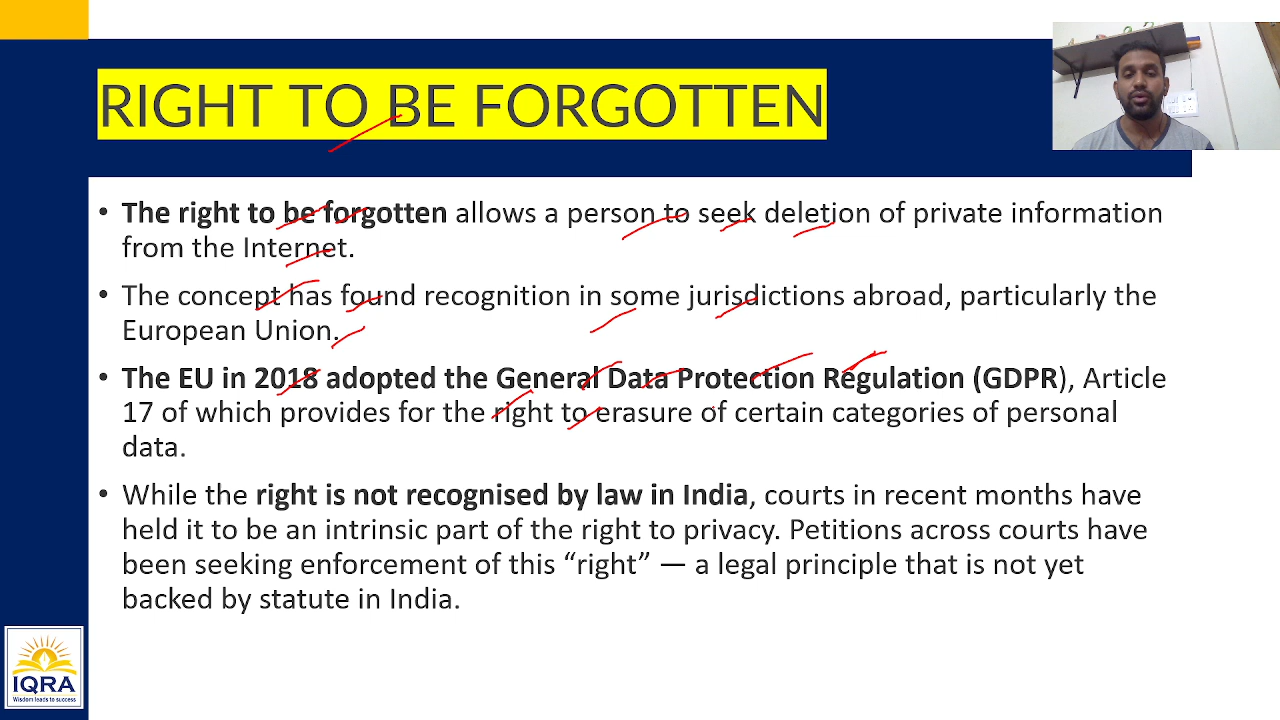 RIGHT TO BE FORGOTTEN
• The right to be forgotten allows a person to seek deletion of private information
from the Internet.
• The concept has found recognition in some jurisdictions abroad, particularly the
European Union.
• The EU in 2018 adopted the General Data Protection Regulation (GDPR), Article
17 of which provides for the right to erasure of certain categories of personal
data.
• While the right is not recognised by law in India, courts in recent months have
held it to be an intrinsic part of the right to privacy. Petitions across courts have
been seeking enforcement of this “right” — a legal principle that is not yet
backed by statute in India.
IQRA
Wisdom leads to success